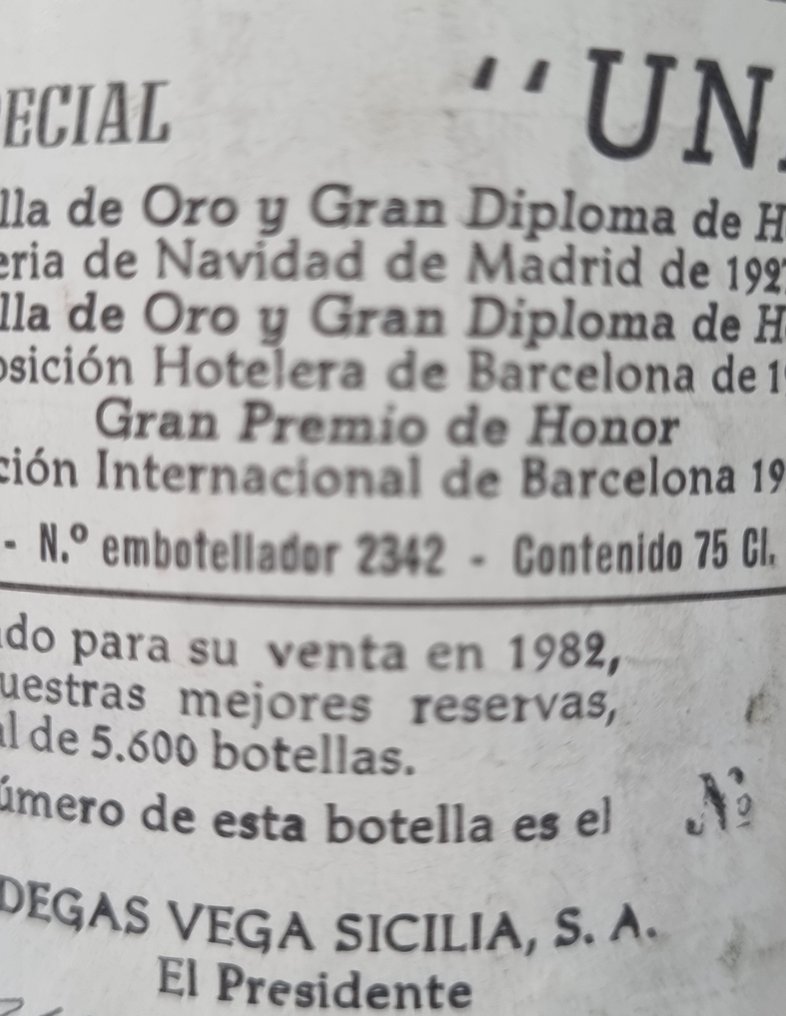 ECIAL "UN
lla de Oro y Gran Diploma de H
eria de Navidad de Madrid de 192
lla de Oro y Gran Diploma de H
osición Hotelera de Barcelona de 1
Gran Premio de Honor
ción Internacional de Barcelona 19
- N.º embotellador 2342 - Contenido 75 Cl.
do para su venta en 1982,
uestras mejores reservas,
al de 5.600 botellas.
úmero de esta botella es el Nº
DEGAS VEGA SICILIA, S. A.
El Presidente